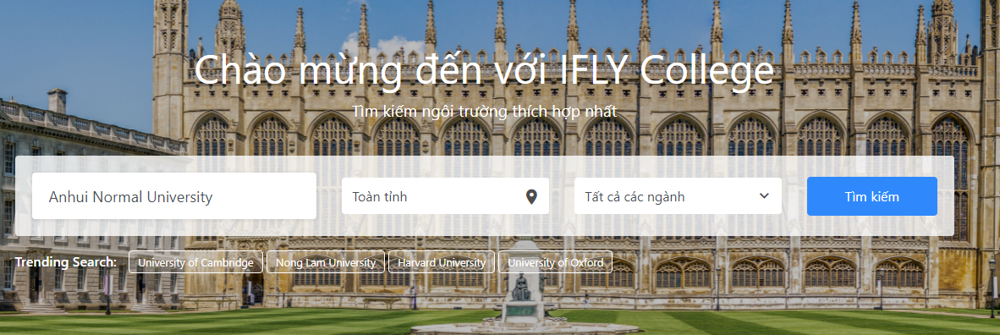 Chào mừng đến với IFLY College
Tìm kiếm ngôi trường thích hợp nhất
Anhui Normal University
Toàn tỉnh
Tất cả các ngành
Tìm kiếm
Trending Search: University of Cambridge Nong Lam University Harvard University University of Oxford